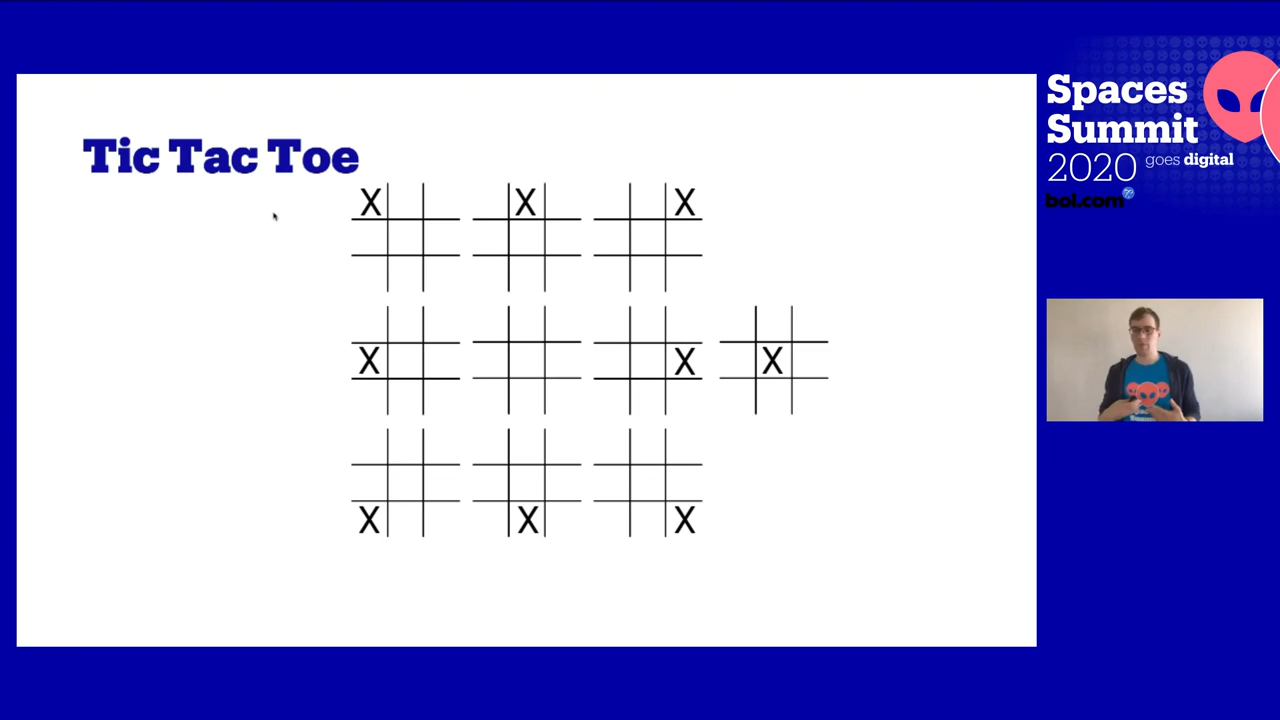 Tic Tac Toe
X X X
X X X
X X X
Spaces
Summit
2020 goes digital
bol.com